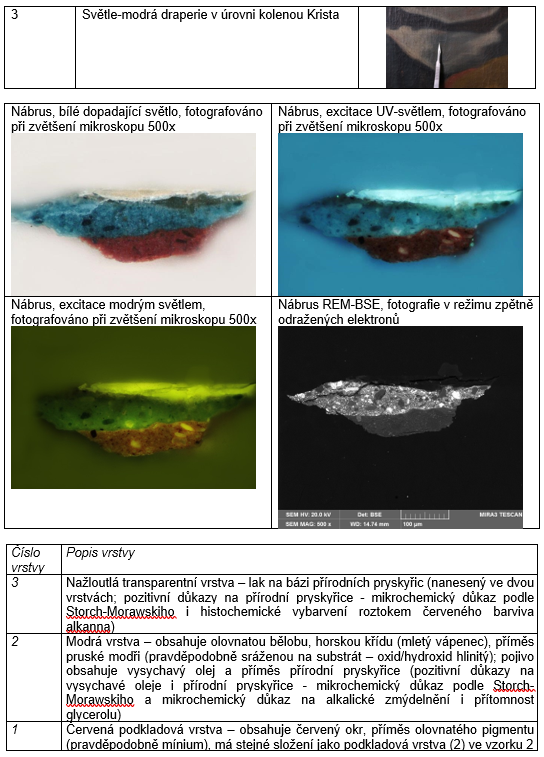 3 Světle-modrá draperie v úrovni kolenou Krista
Nábrus, bílé dopadající světlo, fotografováno
při zvětšení mikroskopu 500x
Nábrus, excitace UV-světlem, fotografováno
při zvětšení mikroskopu 500x
Nábrus, excitace modrým světlem,
fotografováno při zvětšení mikroskopu 500x
Nábrus REM-BSE, fotografie v režimu zpětně
odražených elektronů
SEM HV: 20.0 kV Det: BSE MIRA3 TESCAN
SEM MAG: 500 x WD: 14.74 mm 100 µm
Číslo
vrstvy
Popis vrstvy
3 Nažloutlá transparentní vrstva – lak na bázi přírodních pryskyřic (nanesený ve dvou
vrstvách; pozitivní důkazy na přírodní pryskyřice - mikrochemický důkaz podle
Storch-Morawskiho i histochemické vybarvení roztokem červeného barviva
alkanna)
2 Modrá vrstva – obsahuje olovnatou bělobu, horskou křídu (mletý vápenec), příměs
pruské modři (pravděpodobně sráženou na substrát – oxid/hydroxid hlinitý); pojivo
obsahuje vysychavý olej a příměs přírodní pryskyřice (pozitivní důkazy na
vysychavé oleje i přírodní pryskyřice - mikrochemický důkaz podle Storch-
Morawskiho a mikrochemický důkaz na alkalické zmýdelnění i přítomnost
glycerolu)
1 Červená podkladová vrstva – obsahuje červený okr, příměs olovnatého pigmentu
(pravděpodobně mínium), má stejné složení jako podkladová vrstva (2) ve vzorku 2